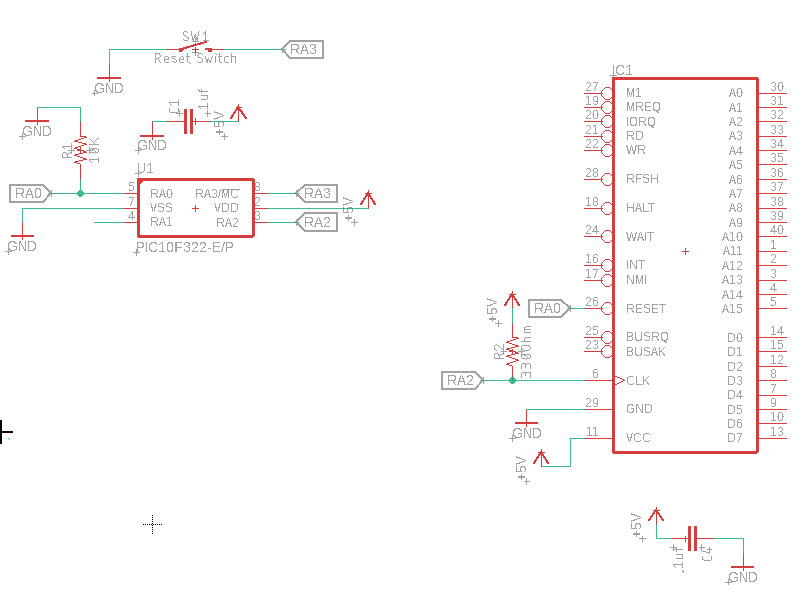 SW1
Reset Switch
RA3
GND
GND
R1
10K
C1
.1uf
+5V
GND
U1
RA0
5 RA0 RA3/MC 8
7 VSS VDD 2
4 RA1 RA2 3
RA3
RA2
+5V
GND
PIC10F322-E/P
IC1
27 M1 A0 30
19 MREQ A1 31
20 IORQ A2 32
21 RD A3 33
22 WR A4 34
A5 35
28 RFSH A6 36
A7 37
18 HALT A8 38
A9 39
24 WAIT A10 40
A11 1
16 INT A12 2
17 NMI A13 3
A14 4
26 RESET A15 5
25 BUSRQ D0 14
23 BUSAK D1 15
D2 12
6 CLK D3 8
D4 7
29 GND D5 9
D6 10
11 VCC D7 13
+5V
RA0
R2
330Ohm
RA2
GND
+5V
+5V
.1uf
C4
GND